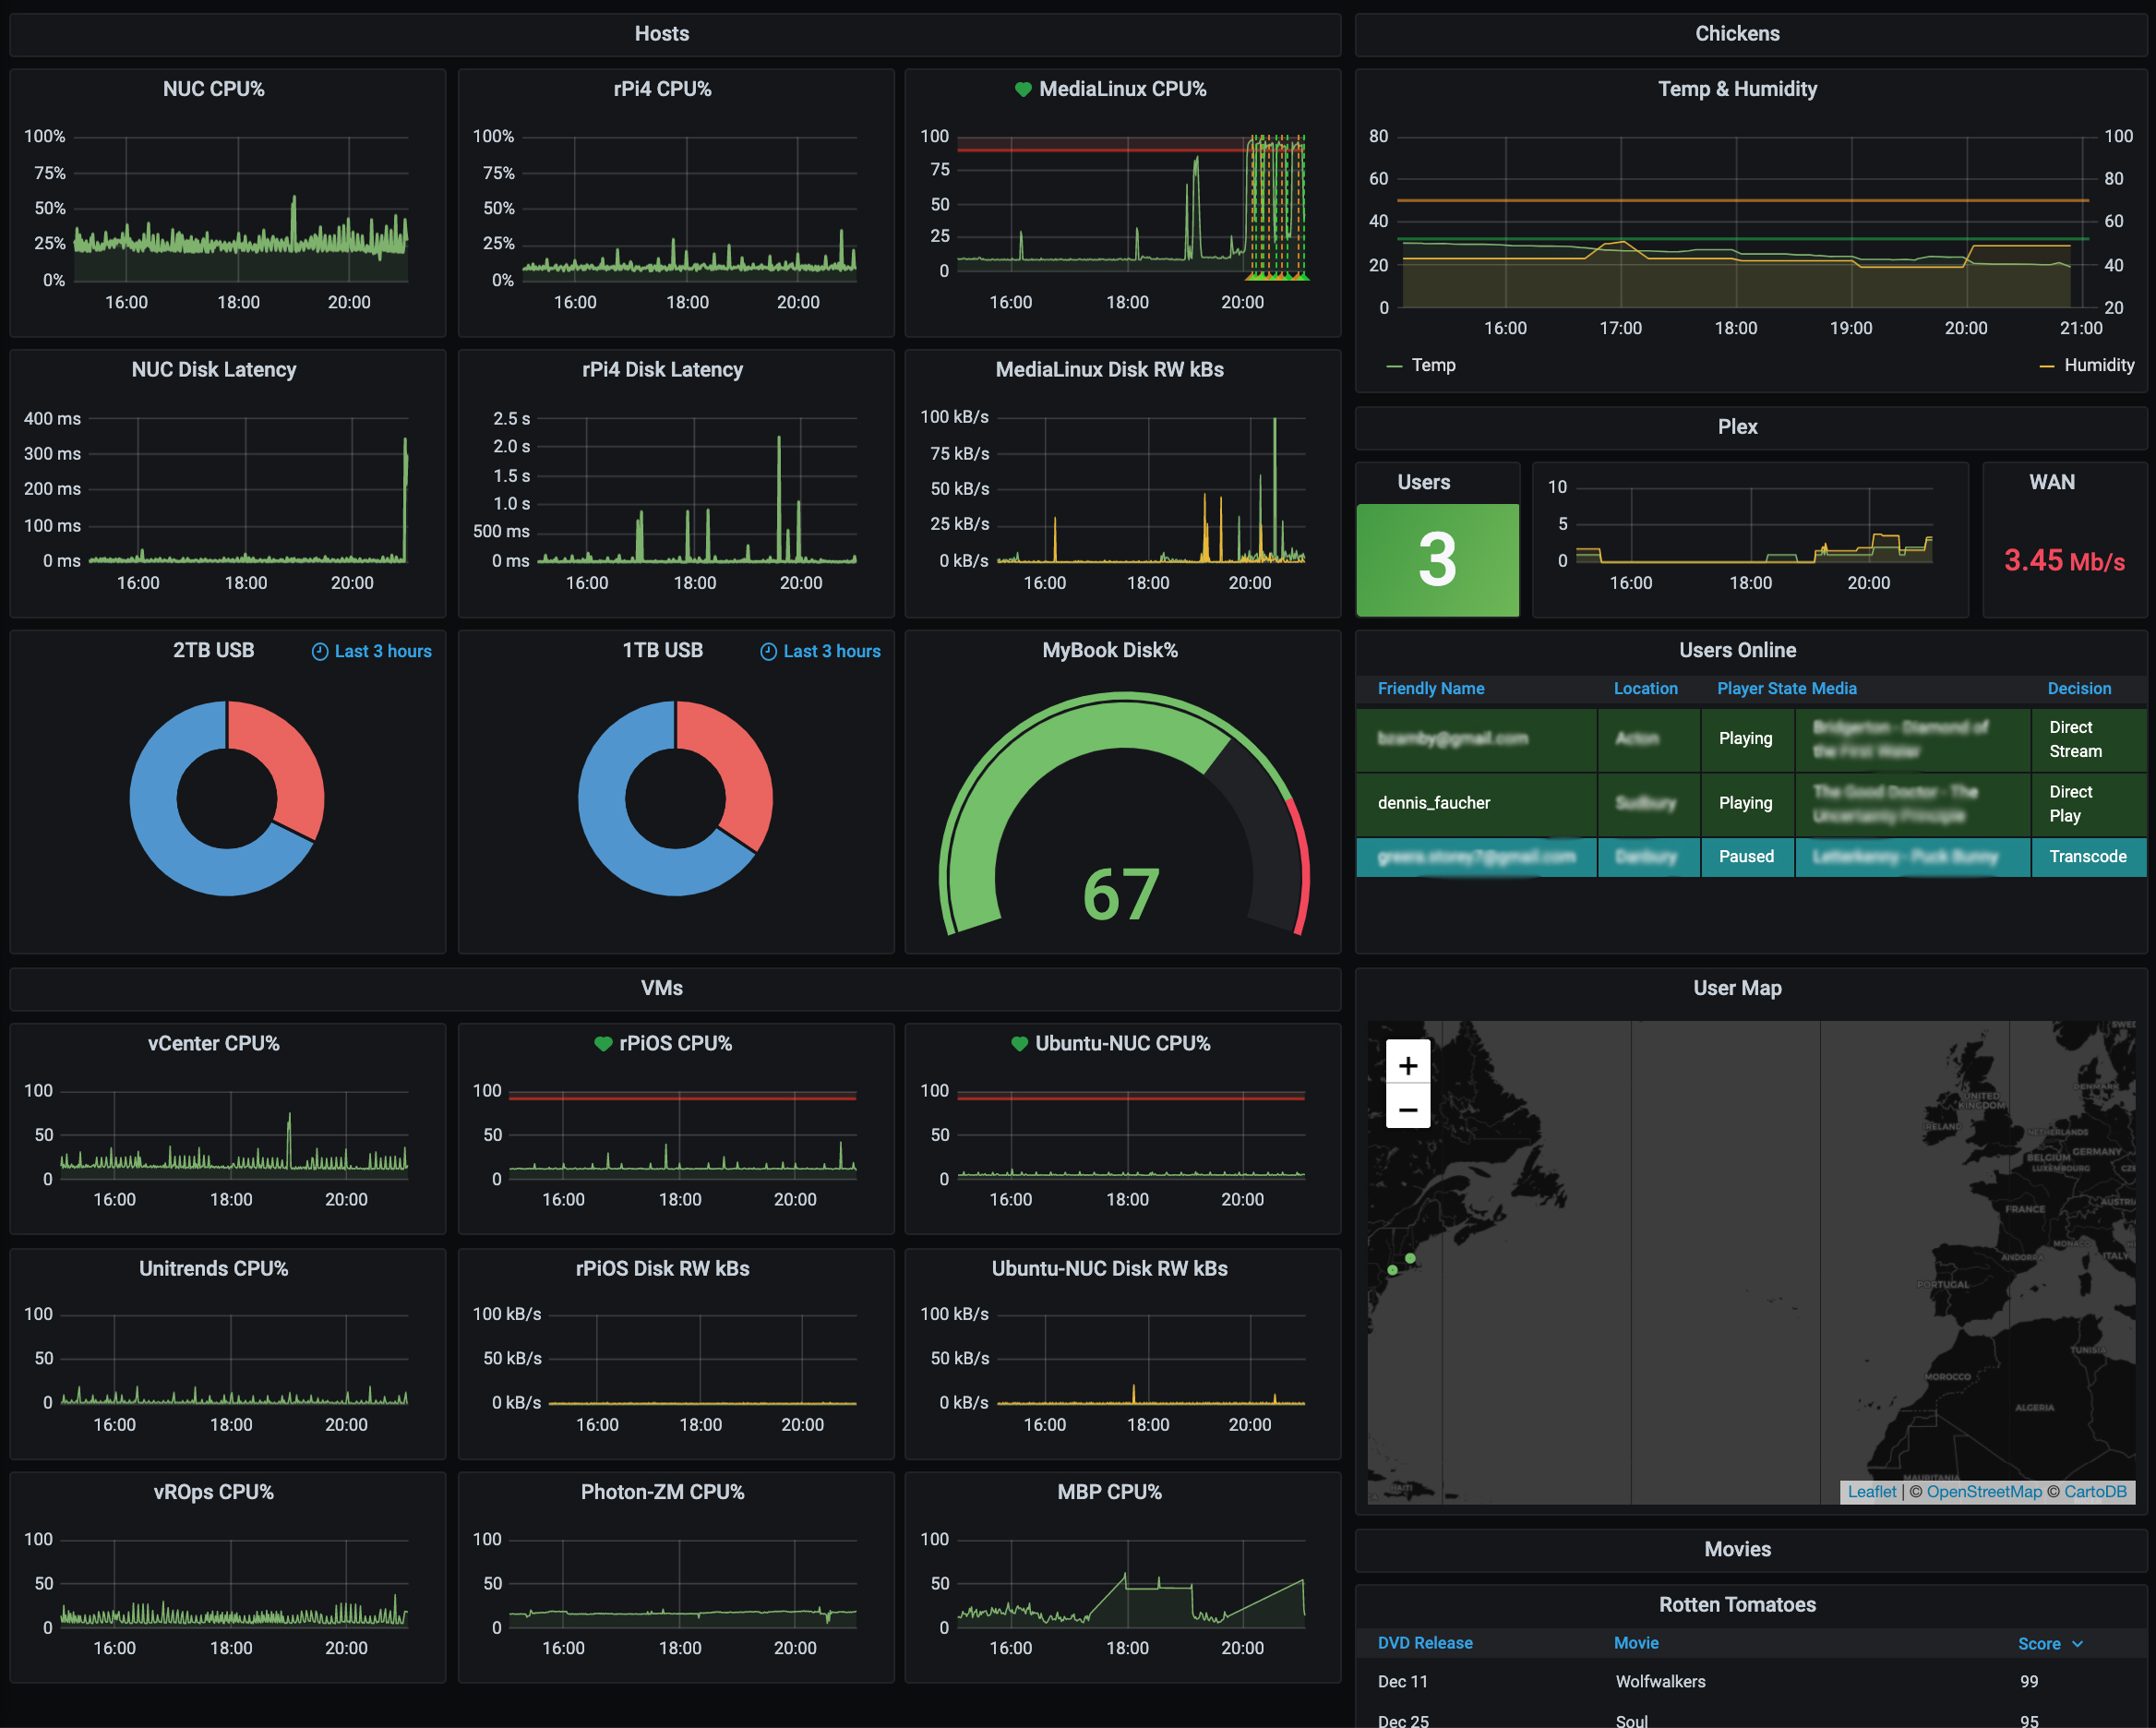 Hosts
NUC CPU%
100%
75%
50%
25%
0%
16:00 18:00 20:00
rPi4 CPU%
100%
75%
50%
25%
0%
16:00 18:00 20:00
MediaLinux CPU%
100
75
50
25
0
16:00 18:00 20:00
NUC Disk Latency
400 ms
300 ms
200 ms
100 ms
0 ms
16:00 18:00 20:00
rPi4 Disk Latency
2.5 s
2.0 s
1.5 s
1.0 s
500 ms
0 ms
16:00 18:00 20:00
MediaLinux Disk RW kBs
100 kB/s
75 kB/s
50 kB/s
25 kB/s
0 kB/s
16:00 18:00 20:00
2TB USB Last 3 hours
1TB USB Last 3 hours
MyBook Disk%
67
VMs
vCenter CPU%
100
50
0
16:00 18:00 20:00
rPiOS CPU%
100
50
0
16:00 18:00 20:00
Ubuntu-NUC CPU%
100
50
0
16:00 18:00 20:00
Unitrends CPU%
100
50
0
16:00 18:00 20:00
rPiOS Disk RW kBs
100 kB/s
50 kB/s
0 kB/s
16:00 18:00 20:00
Ubuntu-NUC Disk RW kBs
100 kB/s
50 kB/s
0 kB/s
16:00 18:00 20:00
vROps CPU%
100
50
0
16:00 18:00 20:00
Photon-ZM CPU%
100
50
0
16:00 18:00 20:00
MBP CPU%
100
50
0
16:00 18:00 20:00
Chickens
Temp & Humidity
80 100
60 80
40 60
20 40
0 20
16:00 17:00 18:00 19:00 20:00 21:00
Temp Humidity
Plex
Users
3
10
5
0
16:00 18:00 20:00
WAN
3.45 Mb/s
Users Online
Friendly Name Location Player State Media Decision
Playing Direct
Stream
dennis_faucher Playing Direct
Play
Paused Transcode
User Map
+
−
DENMARK
UNITED
KINGDOM
IRELAND
NETHERLANDS
BELGIUM GERMANY
LUXEMBOURG
FRANCE
ANDORRA
ITALY
PORTUGAL
TUNISIA
MOROCCO
ALGERIA
MAURITANIA
Leaflet | © OpenStreetMap © CartoDB
Movies
Rotten Tomatoes
DVD Release Movie Score
Dec 11 Wolfwalkers 99
Dec 25 Soul 95